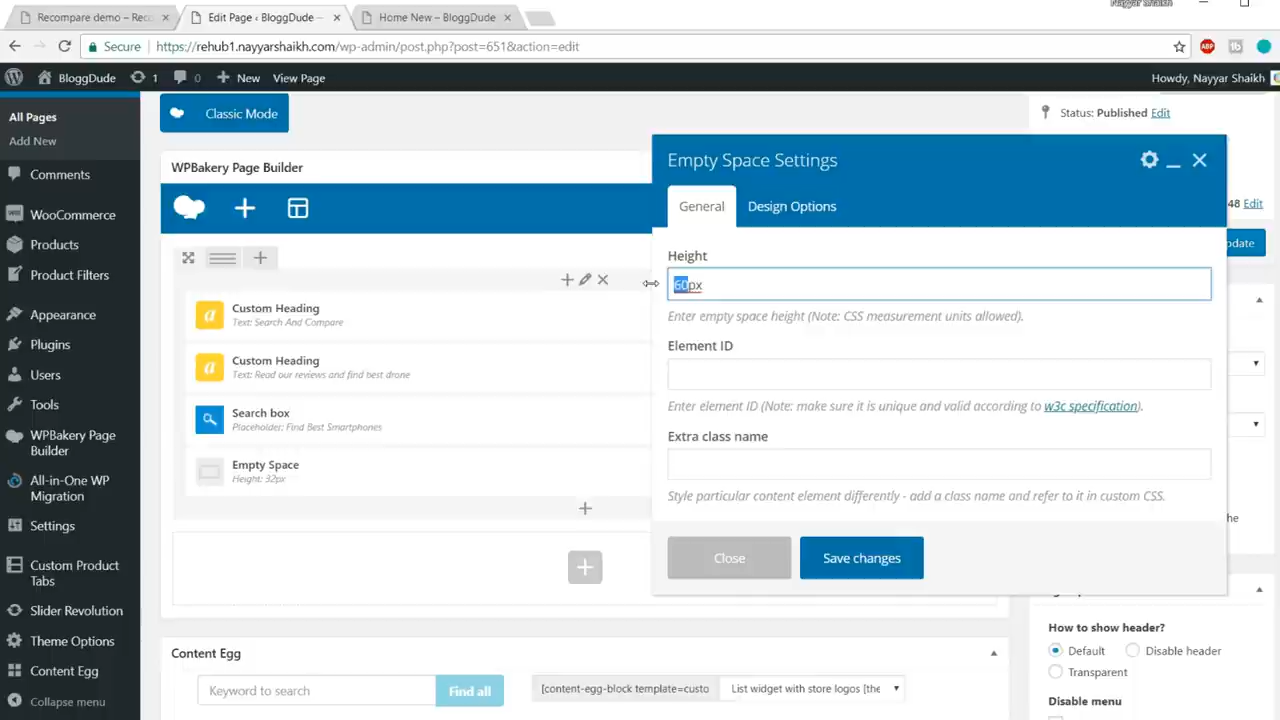 Nayyar Shaikh
Recompare demo – Reco
Edit Page ‹ BloggDude —
Home New – BloggDude
Secure
https://rehub1.nayyarshaikh.com/wp-admin/post.php?post=651&action=edit
ABP
BloggDude
1
0
New
View Page
Howdy, Nayyar Shaikh
All Pages
Add New
Comments
WooCommerce
Products
Product Filters
Appearance
Plugins
Users
Tools
WPBakery Page
Builder
All-in-One WP
Migration
Settings
Custom Product
Tabs
Slider Revolution
Theme Options
Content Egg
Collapse menu
Classic Mode
WPBakery Page Builder
Custom Heading
Text: Search And Compare
Custom Heading
Text: Read our reviews and find best drone
Search box
Placeholder: Find Best Smartphones
Empty Space
Height: 32px
Content Egg
Keyword to search
Find all
[content-egg-block template=custo
List widget with store logos [the
Empty Space Settings
General
Design Options
Height
60px
Enter empty space height (Note: CSS measurement units allowed).
Element ID
Enter element ID (Note: make sure it is unique and valid according to w3c specification).
Extra class name
Style particular content element differently - add a class name and refer to it in custom CSS.
Close
Save changes
Status: Published Edit
48 Edit
pdate
he
How to show header?
Default
Disable header
Transparent
Disable menu